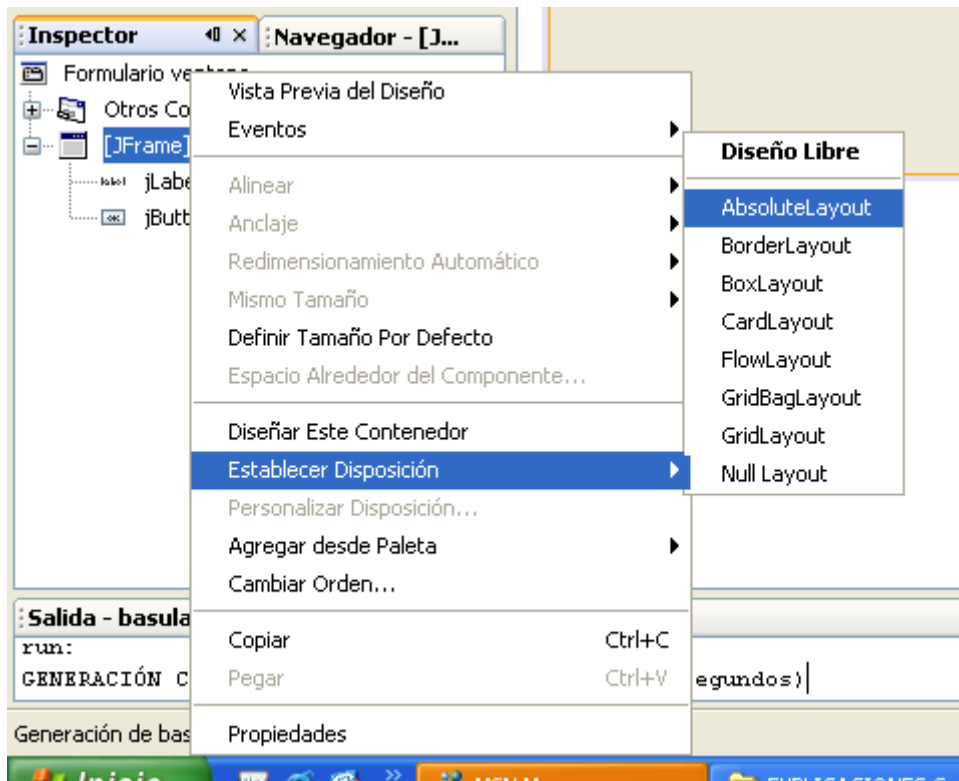 Inspector
Navegador - [J...
Formulario
Otros Co
[JFrame]
jLabe
jButt
Vista Previa del Diseño
Eventos
Alinear
Anclaje
Redimensionamiento Automático
Mismo Tamaño
Definir Tamaño Por Defecto
Espacio Alrededor del Componente...
Diseñar Este Contenedor
Establecer Disposición
Personalizar Disposición...
Agregar desde Paleta
Cambiar Orden...
Copiar Ctrl+C
Pegar Ctrl+V
Propiedades
Diseño Libre
AbsoluteLayout
BorderLayout
BoxLayout
CardLayout
FlowLayout
GridBagLayout
GridLayout
Null Layout
Salida - basula
run:
GENERACIÓN C
egundos)
Generación de bas
Inicio